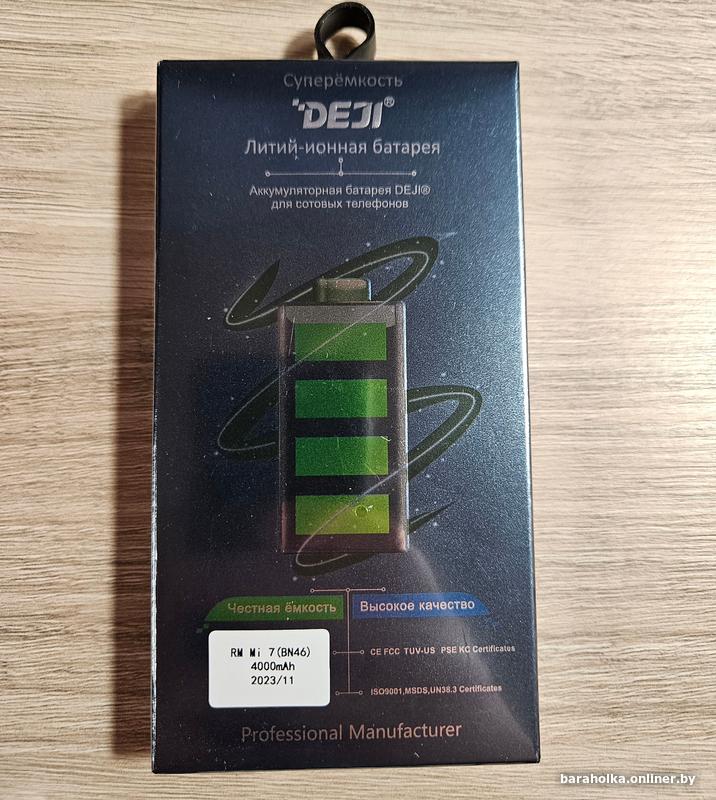 Суперёмкость
DEJI®
Литий-ионная батарея
Аккумуляторная батарея DEJI®
для сотовых телефонов
Честная ёмкость
Высокое качество
RM Mi 7(BN46)
4000mAh
2023/11
CE FCC TUV-US PSE KC Certificates
ISO9001,MSDS,UN38.3 Certificates
Professional Manufacturer
baraholka.onliner.by